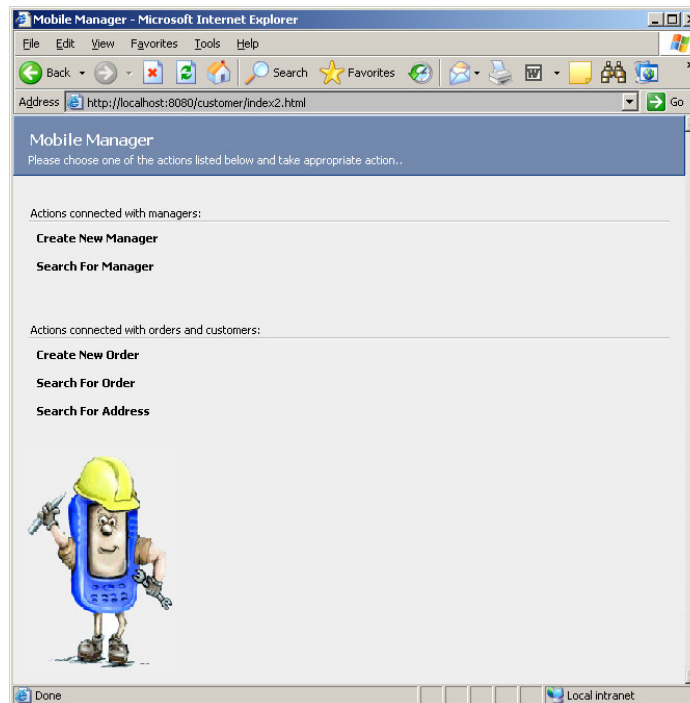 Mobile Manager - Microsoft Internet Explorer
File Edit View Favorites Tools Help
Back Search Favorites W
Address http://localhost:8080/customer/index2.html Go
Mobile Manager
Please choose one of the actions listed below and take appropriate action..
Actions connected with managers:
Create New Manager
Search For Manager
Actions connected with orders and customers:
Create New Order
Search For Order
Search For Address
Done Local intranet